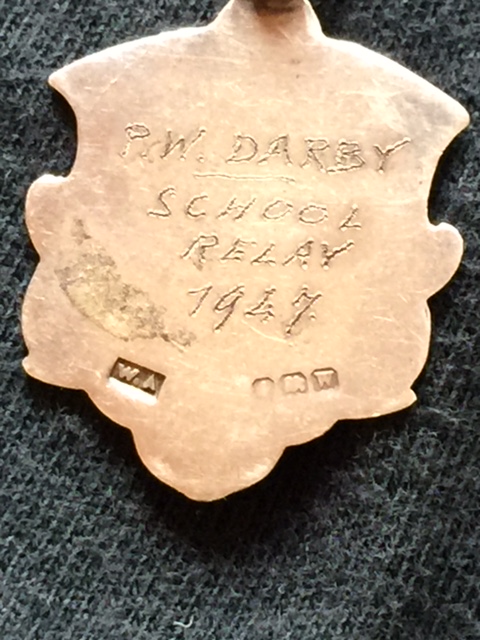 P.W. DARBY
SCHOOL
RELAY
1947
W.A W